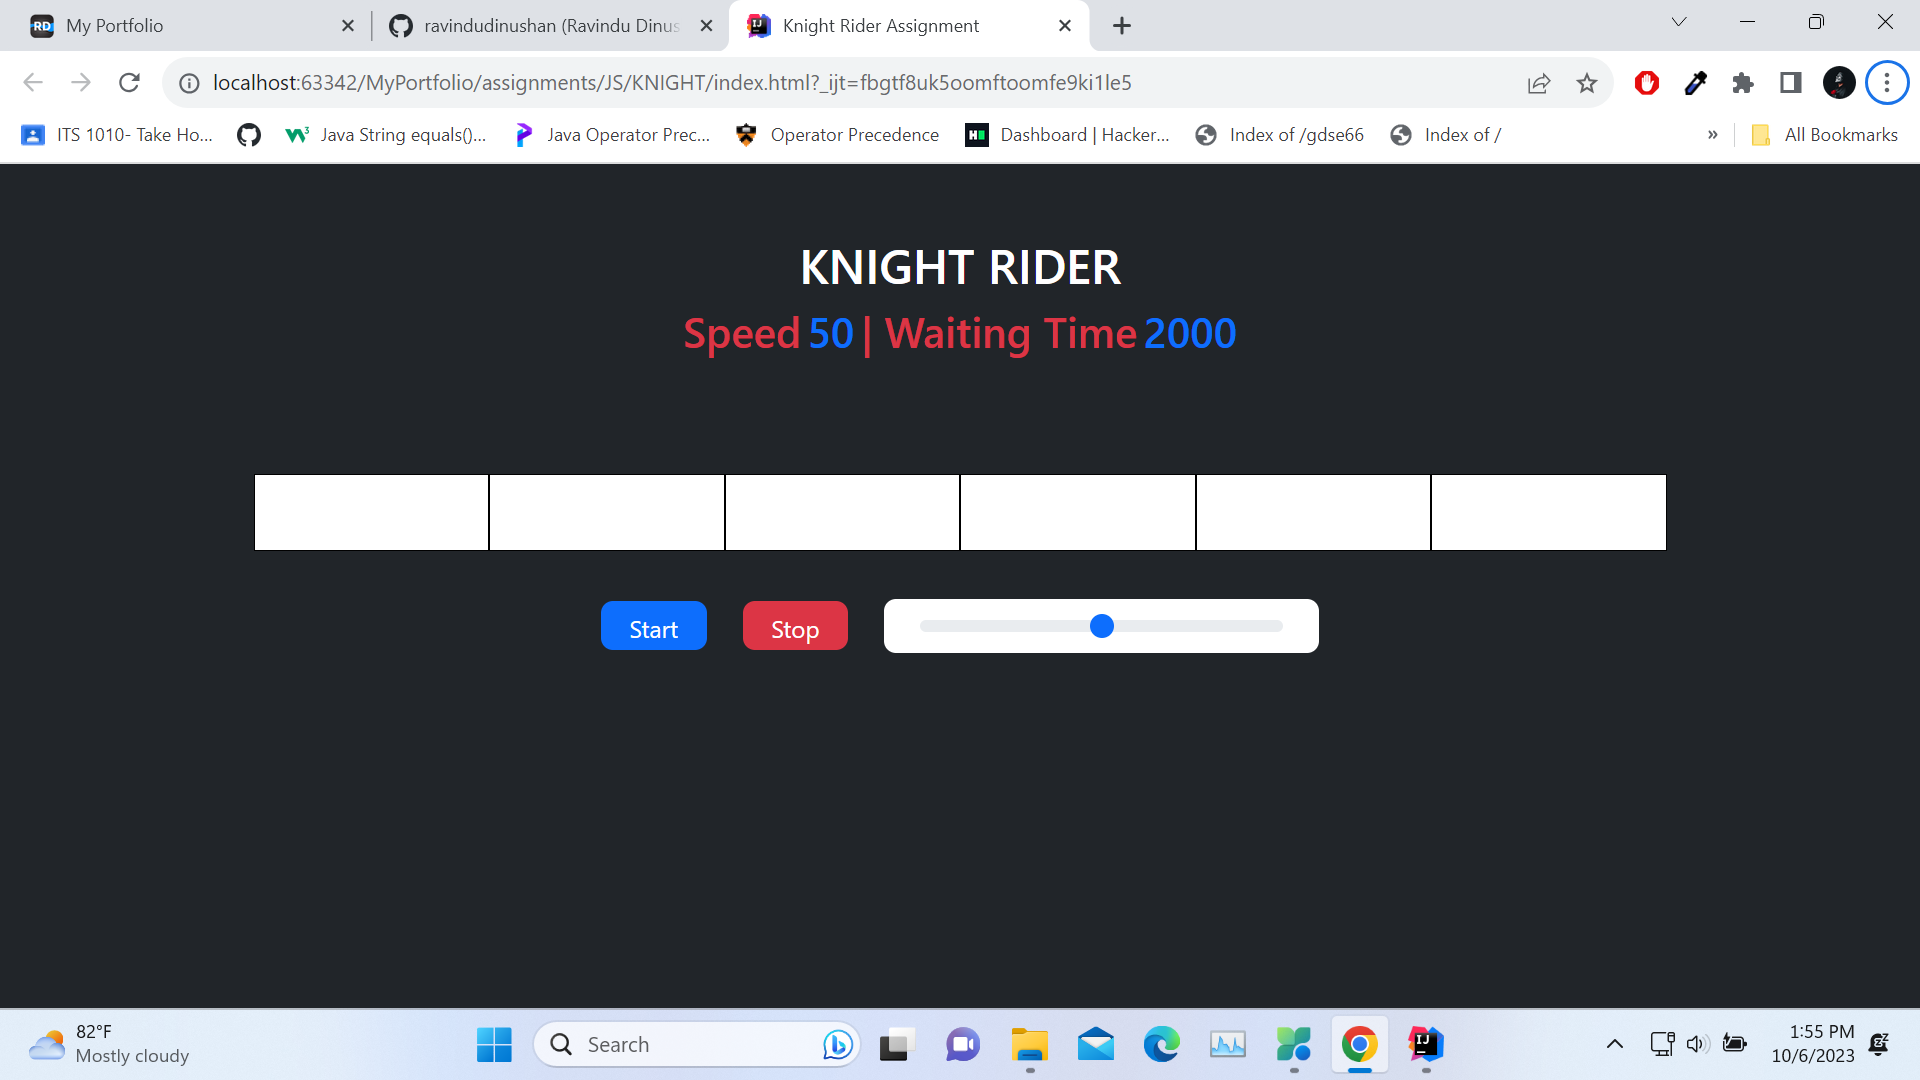 RD My Portfolio
ravindudinushan (Ravindu Dinus
IJ Knight Rider Assignment
localhost:63342/MyPortfolio/assignments/JS/KNIGHT/index.html?_ijt=fbgtf8uk5oomftoomfe9ki1le5
ITS 1010- Take Ho... Java String equals()... Java Operator Prec... Operator Precedence Dashboard | Hacker... Index of /gdse66 Index of / » All Bookmarks
KNIGHT RIDER
Speed 50 | Waiting Time 2000
Start Stop
82°F
Mostly cloudy
Search
1:55 PM
10/6/2023